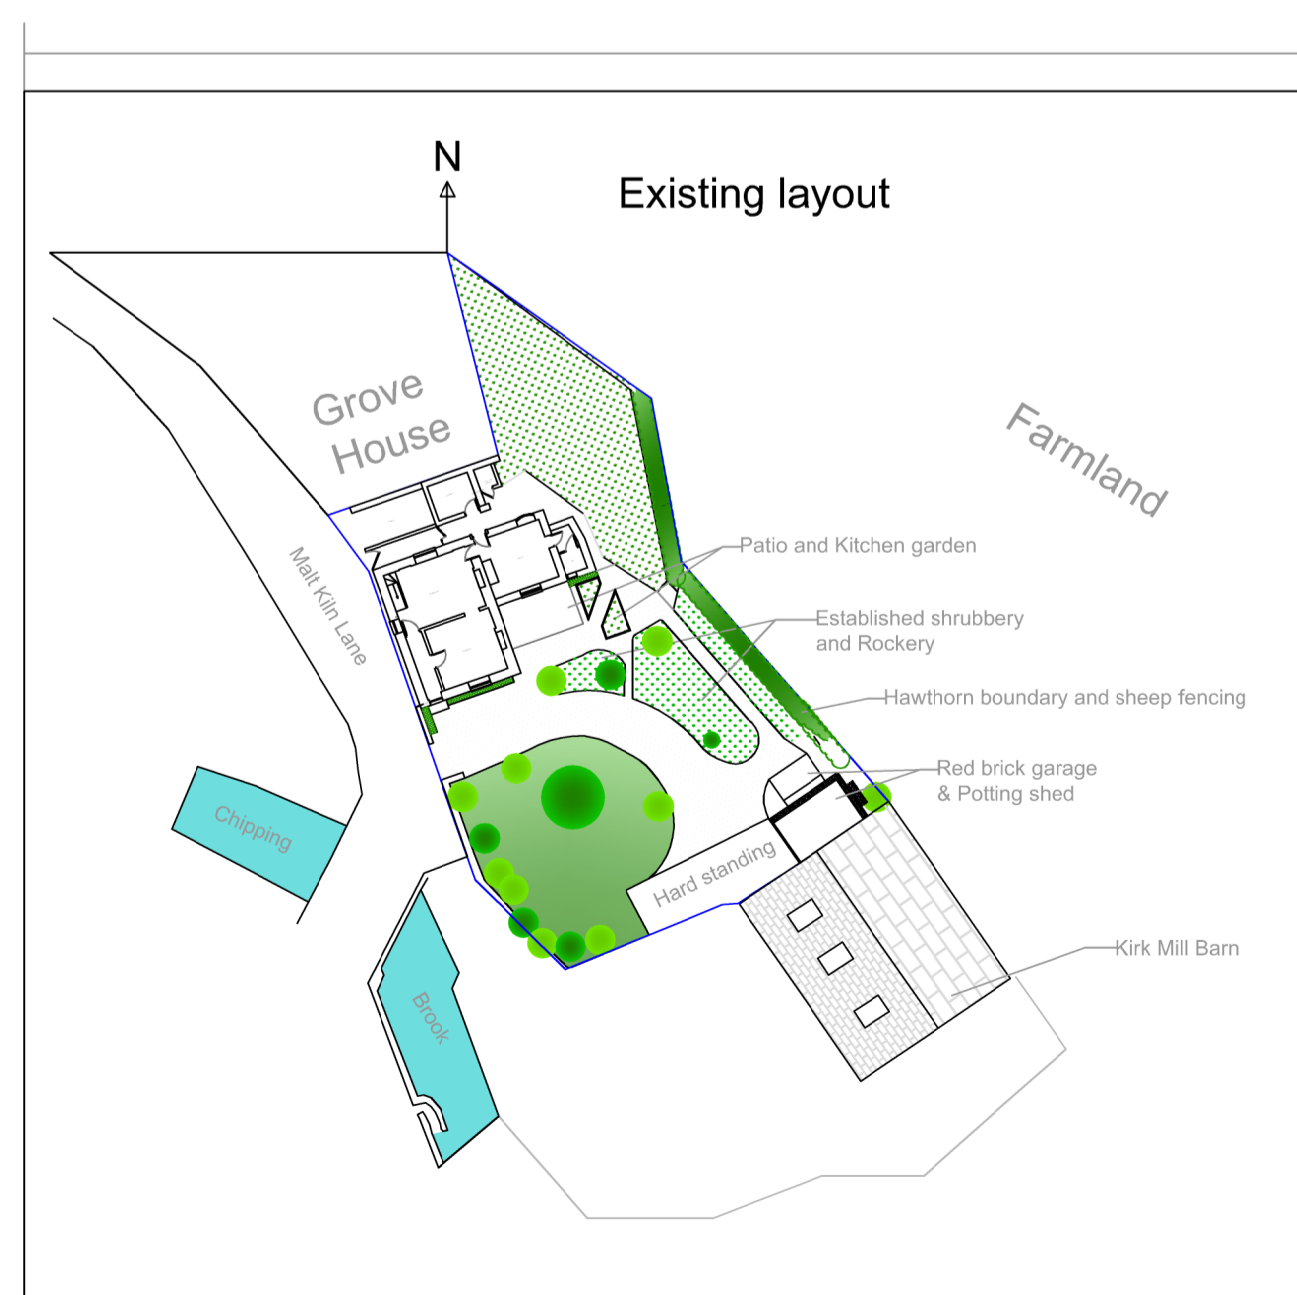 N
Existing layout
Grove
House
Farmland
Malt Kiln Lane
Patio and Kitchen garden
Established shrubbery
and Rockery
Hawthorn boundary and sheep fencing
Red brick garage
& Potting shed
Chipping
Hard standing
Kirk Mill Barn
Brook